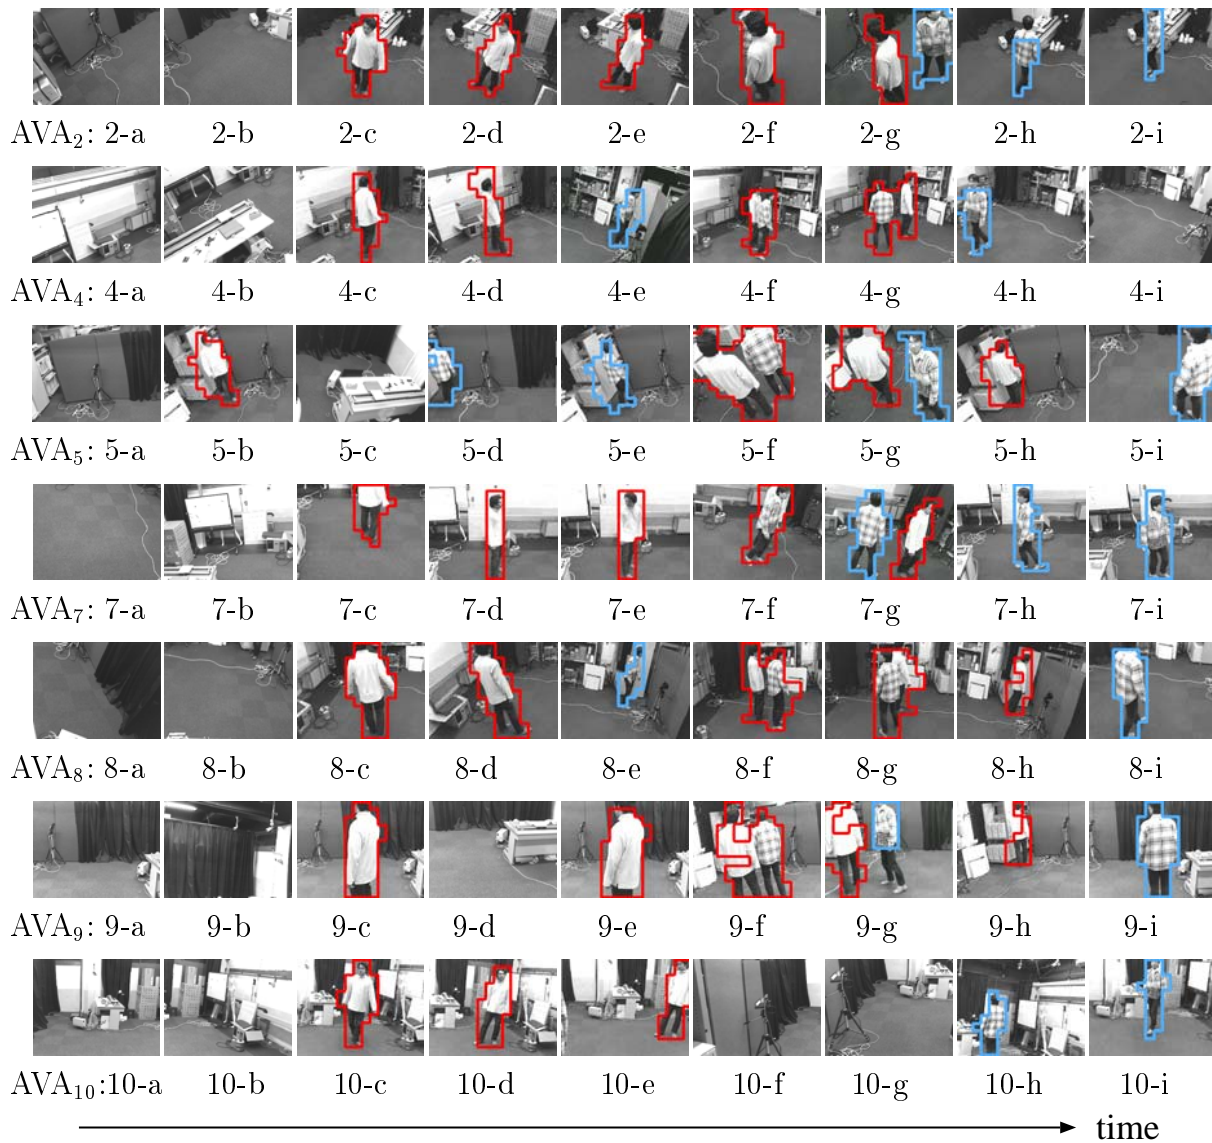 AVA₂: 2-a 2-b 2-c 2-d 2-e 2-f 2-g 2-h 2-i
AVA₄: 4-a 4-b 4-c 4-d 4-e 4-f 4-g 4-h 4-i
AVA₅: 5-a 5-b 5-c 5-d 5-e 5-f 5-g 5-h 5-i
AVA₇: 7-a 7-b 7-c 7-d 7-e 7-f 7-g 7-h 7-i
AVA₈: 8-a 8-b 8-c 8-d 8-e 8-f 8-g 8-h 8-i
AVA₉: 9-a 9-b 9-c 9-d 9-e 9-f 9-g 9-h 9-i
AVA₁₀:10-a 10-b 10-c 10-d 10-e 10-f 10-g 10-h 10-i
time